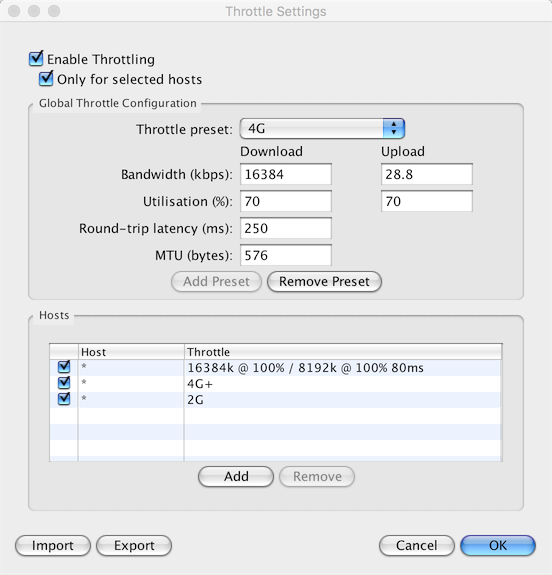 Throttle Settings
Enable Throttling
Only for selected hosts
Global Throttle Configuration
Throttle preset: 4G
Download Upload
Bandwidth (kbps): 16384 28.8
Utilisation (%): 70 70
Round-trip latency (ms): 250
MTU (bytes): 576
Add Preset Remove Preset
Hosts
Host Throttle
* 16384k @ 100% / 8192k @ 100% 80ms
* 4G+
* 2G
Add Remove
Import Export Cancel OK